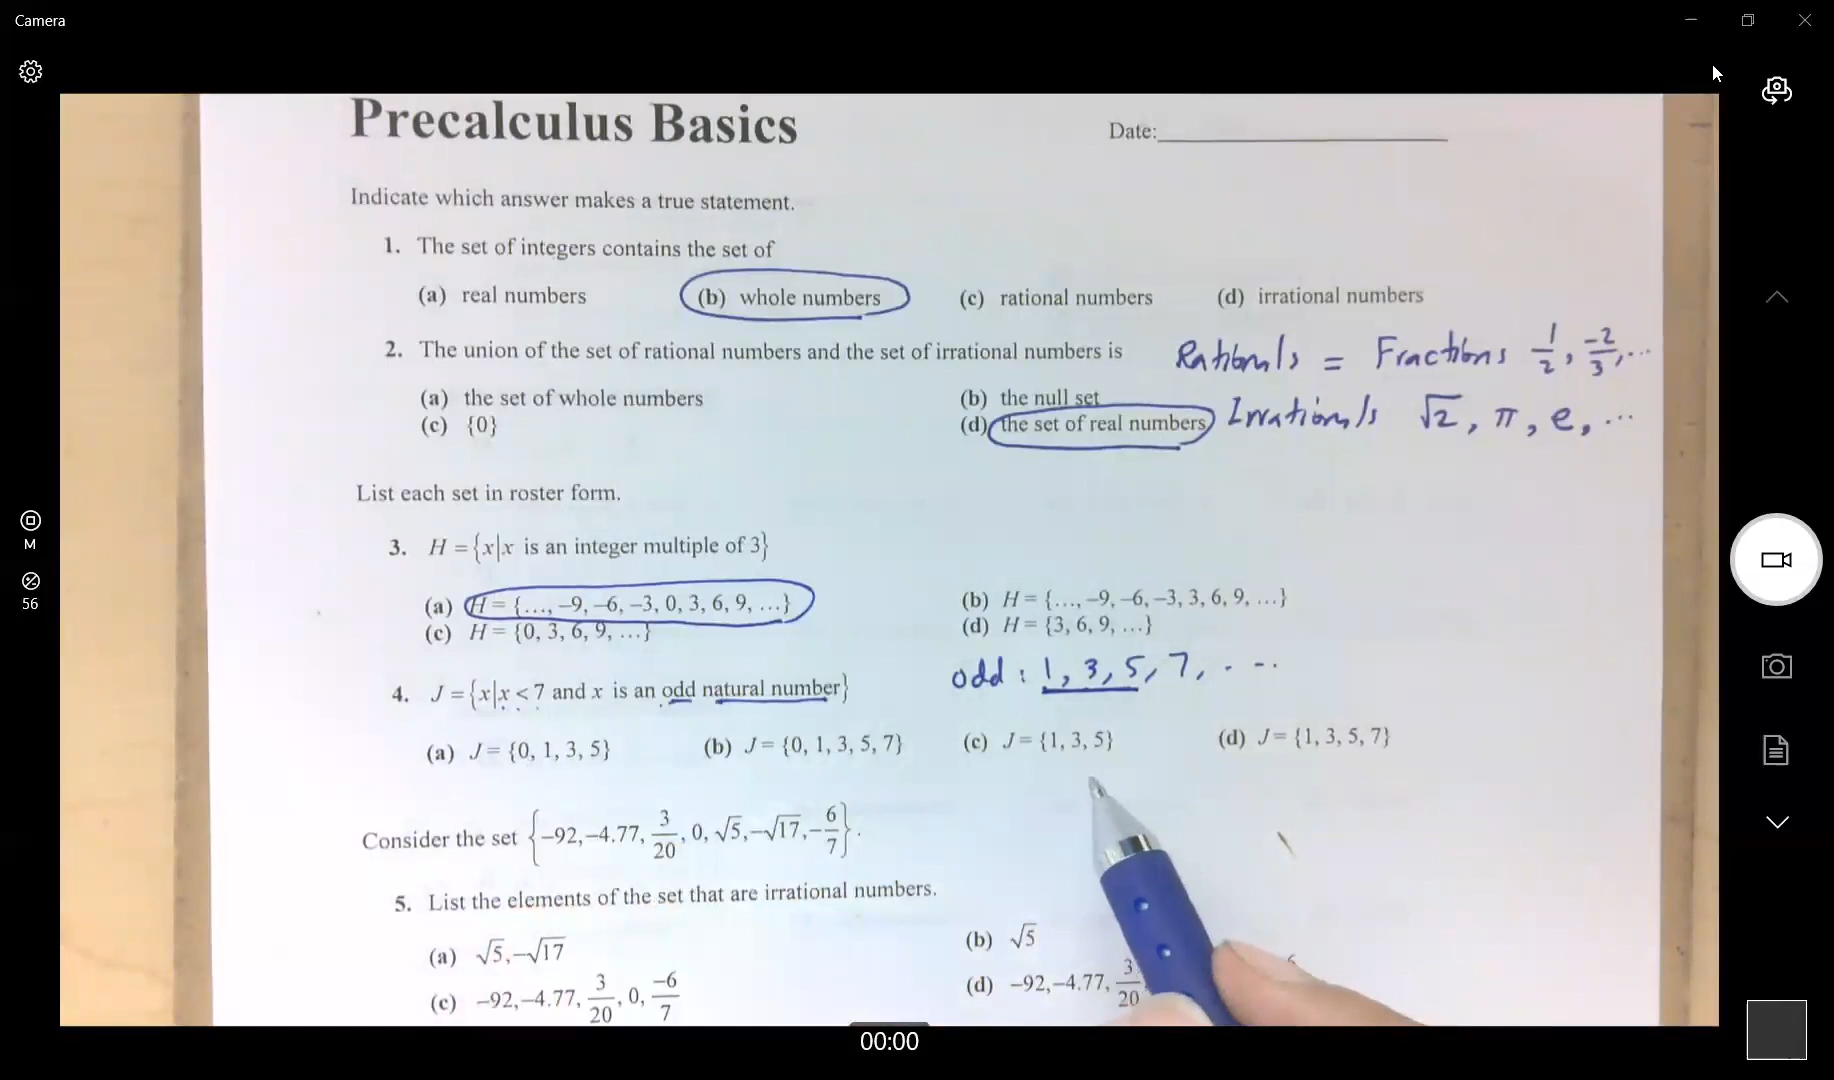 Camera
Precalculus Basics
Date:
Indicate which answer makes a true statement.
1. The set of integers contains the set of
(a) real numbers (b) whole numbers (c) rational numbers (d) irrational numbers
2. The union of the set of rational numbers and the set of irrational numbers is
Rationals = Fractions 1/2, -2/3, ...
(a) the set of whole numbers (b) the null set
(c) {0} (d) the set of real numbers
Irrationals √2, π, e, ...
List each set in roster form.
3. H = {x|x is an integer multiple of 3}
(a) H = {..., –9, –6, –3, 0, 3, 6, 9, ...} (b) H = {..., –9, –6, –3, 3, 6, 9, ...}
(c) H = {0, 3, 6, 9, ...} (d) H = {3, 6, 9, ...}
odd : 1, 3, 5, 7, ...
4. J = {x|x < 7 and x is an odd natural number}
(a) J = {0, 1, 3, 5} (b) J = {0, 1, 3, 5, 7} (c) J = {1, 3, 5} (d) J = {1, 3, 5, 7}
Consider the set {–92, –4.77, 3/20, 0, √5, –√17, –6/7}.
5. List the elements of the set that are irrational numbers.
(a) √5, –√17 (b) √5
(c) –92, –4.77, 3/20, 0, –6/7 (d) –92, –4.77, 3/20
M
56
00:00